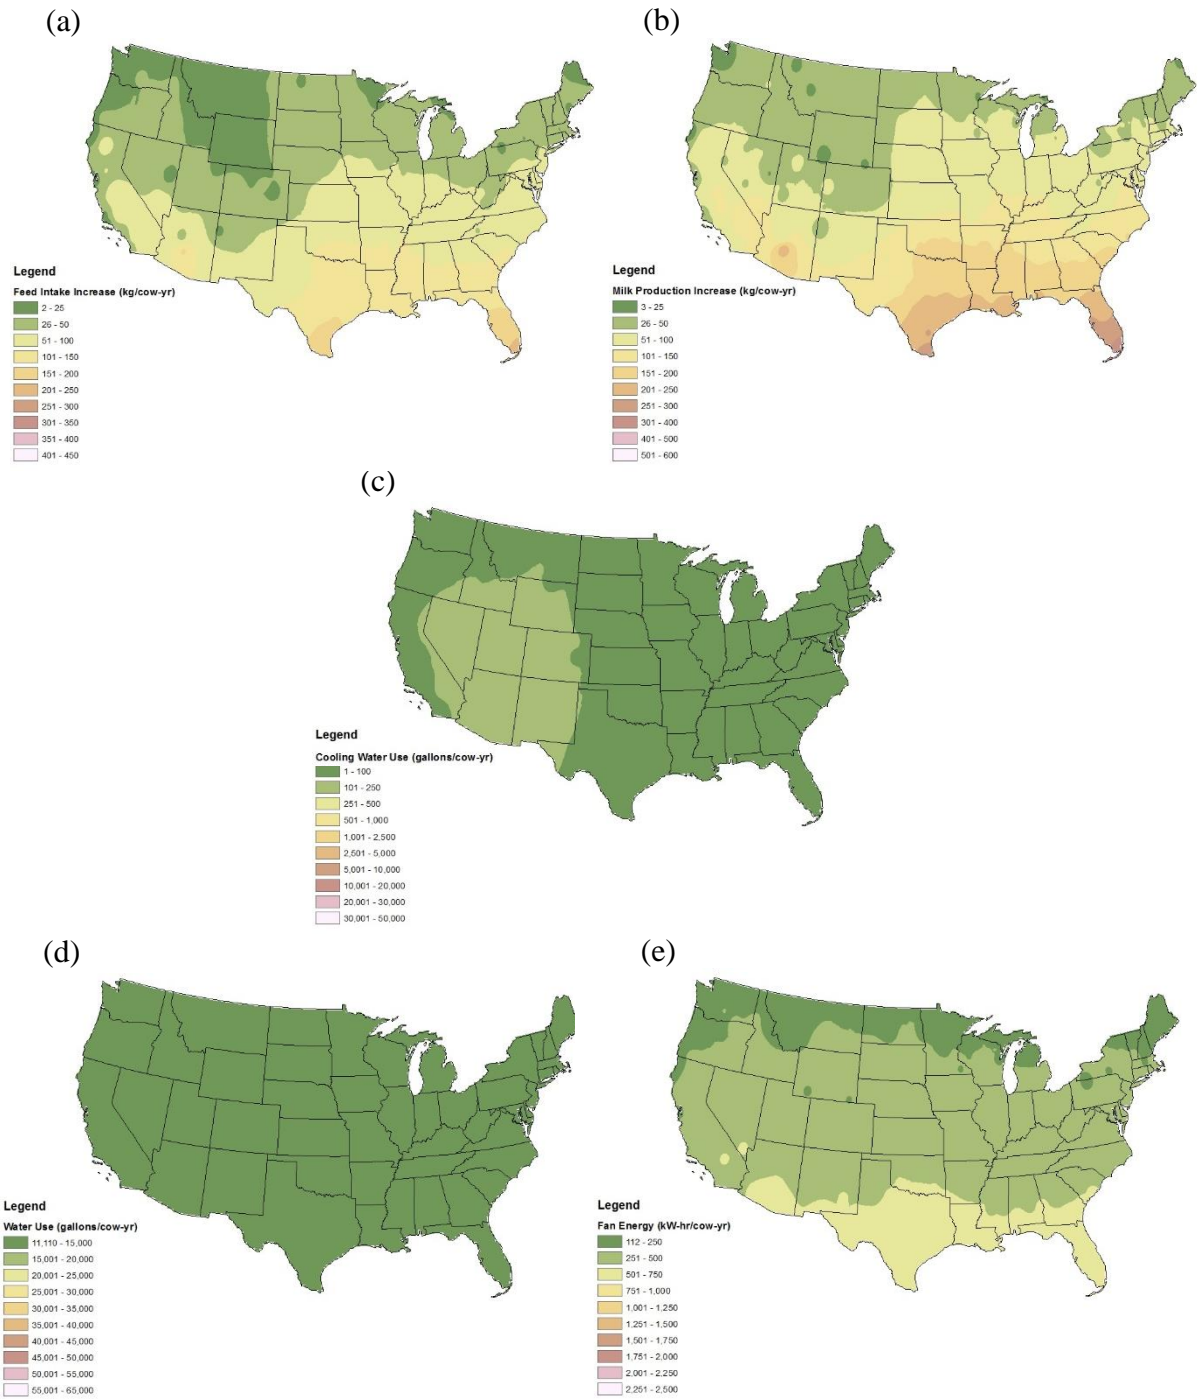 (a)
Legend
Feed Intake Increase (kg/cow-yr)
2 - 25
26 - 50
51 - 100
101 - 150
151 - 200
201 - 250
251 - 300
301 - 350
351 - 400
401 - 450
(b)
Legend
Milk Production Increase (kg/cow-yr)
3 - 25
26 - 50
51 - 100
101 - 150
151 - 200
201 - 250
251 - 300
301 - 400
401 - 500
501 - 600
(c)
Legend
Cooling Water Use (gallons/cow-yr)
1 - 100
101 - 250
251 - 500
501 - 1,000
1,001 - 2,500
2,501 - 5,000
5,001 - 10,000
10,001 - 20,000
20,001 - 30,000
30,001 - 50,000
(d)
Legend
Water Use (gallons/cow-yr)
11,110 - 15,000
15,001 - 20,000
20,001 - 25,000
25,001 - 30,000
30,001 - 35,000
35,001 - 40,000
40,001 - 45,000
45,001 - 50,000
50,001 - 55,000
55,001 - 65,000
(e)
Legend
Fan Energy (kW-hr/cow-yr)
112 - 250
251 - 500
501 - 750
751 - 1,000
1,001 - 1,250
1,251 - 1,500
1,501 - 1,750
1,751 - 2,000
2,001 - 2,250
2,251 - 2,500